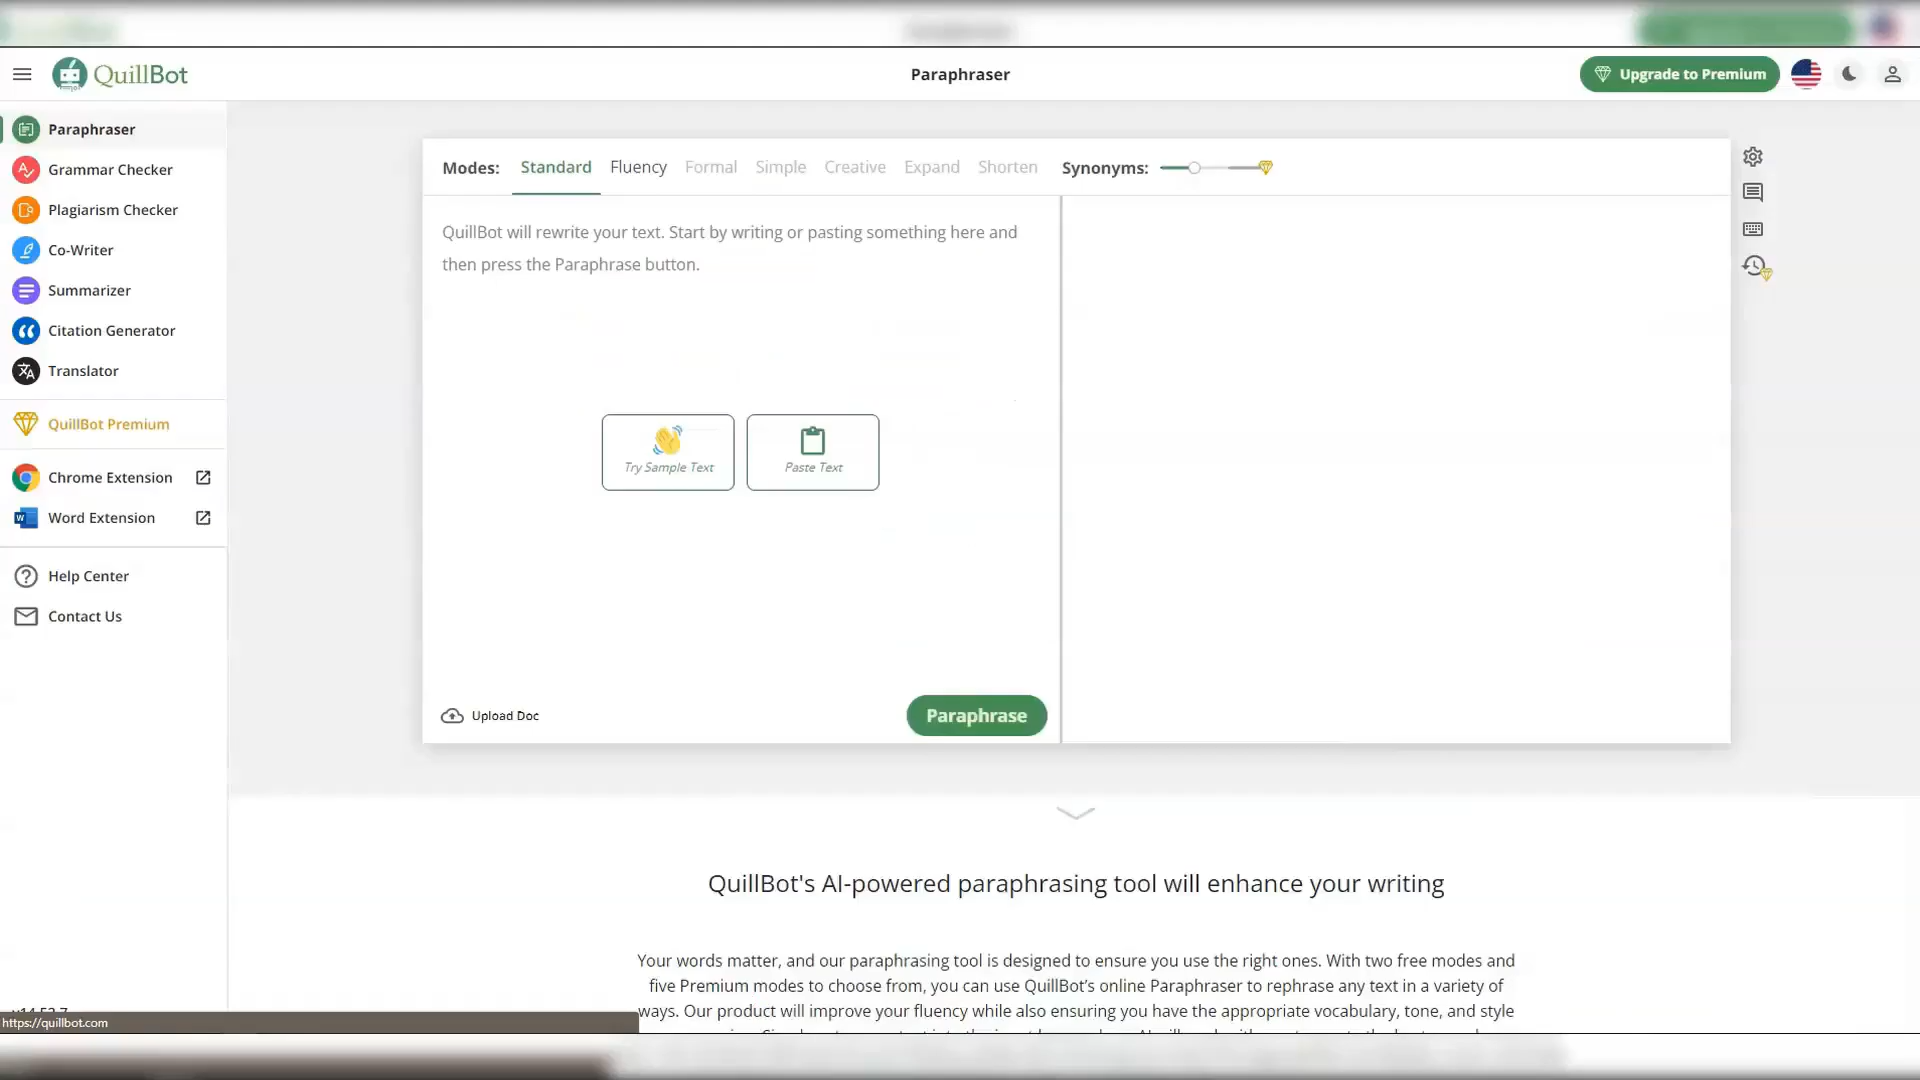 QuillBot
Paraphraser
Upgrade to Premium
Paraphraser
Grammar Checker
Plagiarism Checker
Co-Writer
Summarizer
Citation Generator
Translator
QuillBot Premium
Chrome Extension
Word Extension
Help Center
Contact Us
Modes: Standard Fluency Formal Simple Creative Expand Shorten Synonyms:
QuillBot will rewrite your text. Start by writing or pasting something here and
then press the Paraphrase button.
Try Sample Text
Paste Text
Upload Doc
Paraphrase
QuillBot's AI-powered paraphrasing tool will enhance your writing
Your words matter, and our paraphrasing tool is designed to ensure you use the right ones. With two free modes and
five Premium modes to choose from, you can use QuillBot's online Paraphraser to rephrase any text in a variety of
ways. Our product will improve your fluency while also ensuring you have the appropriate vocabulary, tone, and style
https://quillbot.com